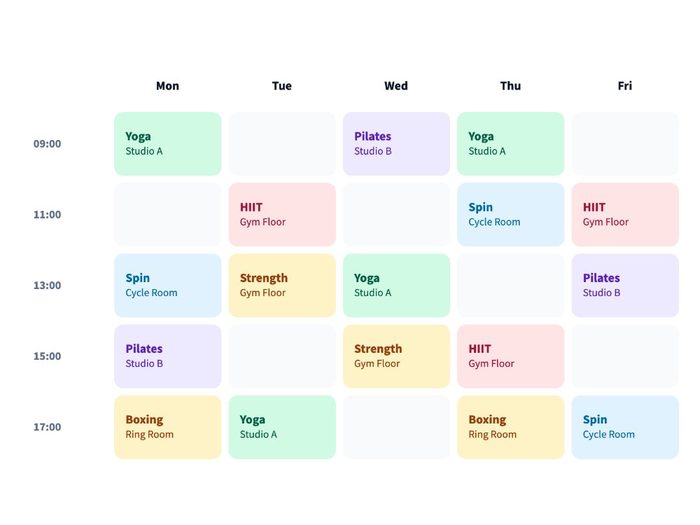 Mon Tue Wed Thu Fri
09:00
Yoga
Studio A
Pilates
Studio B
Yoga
Studio A
11:00
HIIT
Gym Floor
Spin
Cycle Room
HIIT
Gym Floor
13:00
Spin
Cycle Room
Strength
Gym Floor
Yoga
Studio A
Pilates
Studio B
15:00
Pilates
Studio B
Strength
Gym Floor
HIIT
Gym Floor
17:00
Boxing
Ring Room
Yoga
Studio A
Boxing
Ring Room
Spin
Cycle Room